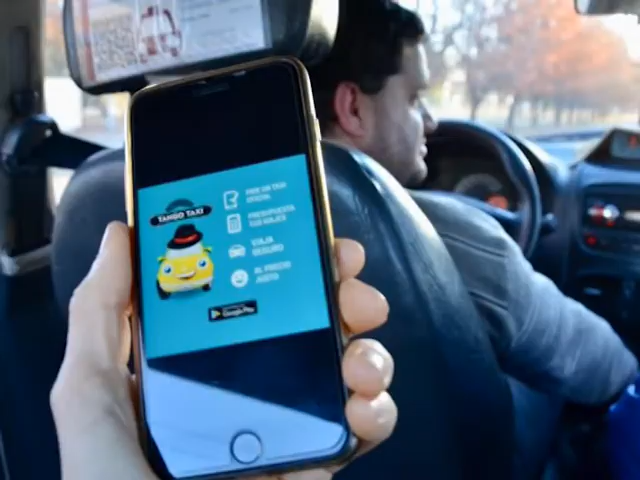 TANGO TAXI
PIDE UN TAXI
OFICIAL
PRESUPUESTA
TUS VIAJES
VIAJA
SEGURO
AL PRECIO
JUSTO
Google Play